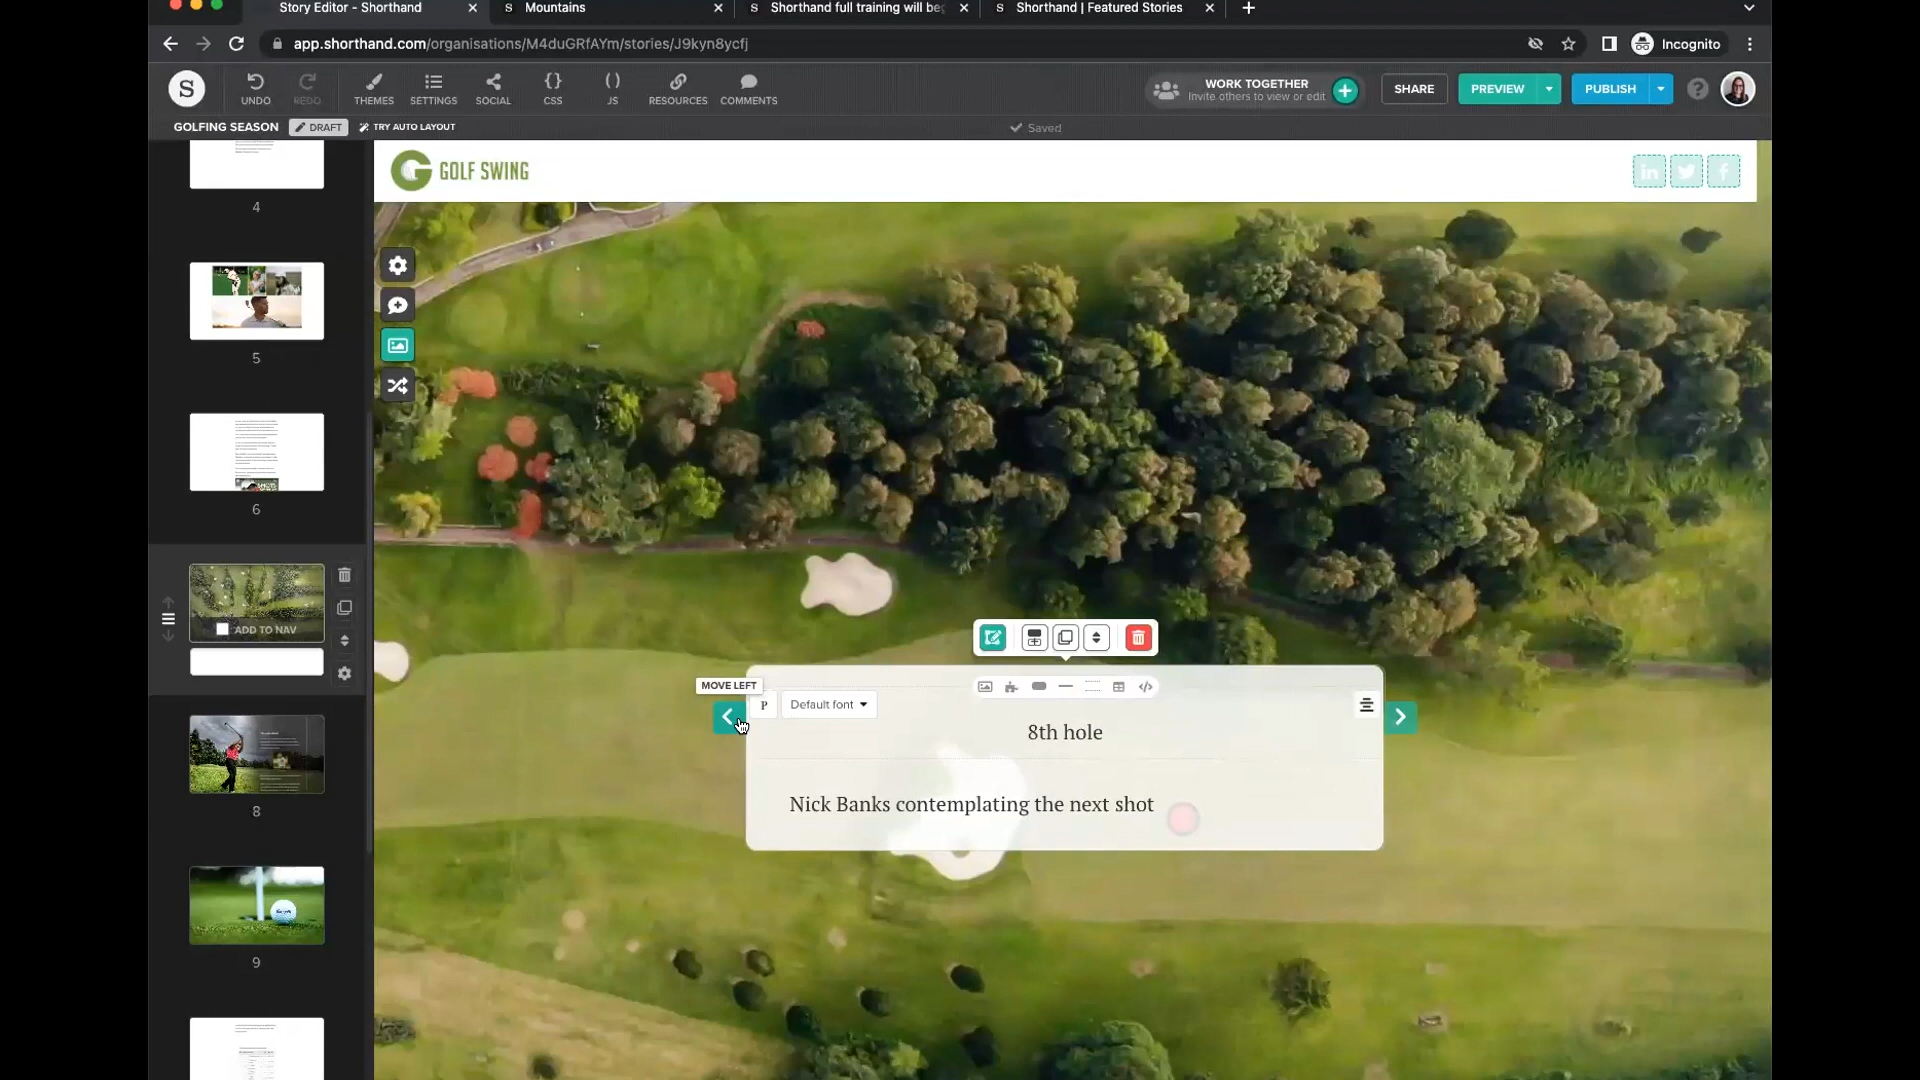 Story Editor - Shorthand
Mountains
Shorthand full training will be
Shorthand | Featured Stories
app.shorthand.com/organisations/M4duGRfAYm/stories/J9kyn8ycfj
Incognito
S
UNDO
REDO
THEMES
SETTINGS
SOCIAL
CSS
JS
RESOURCES
COMMENTS
WORK TOGETHER
Invite others to view or edit
SHARE
PREVIEW
PUBLISH
GOLFING SEASON
DRAFT
TRY AUTO LAYOUT
Saved
GOLF SWING
4
5
6
ADD TO NAV
8
9
MOVE LEFT
P
Default font
8th hole
Nick Banks contemplating the next shot